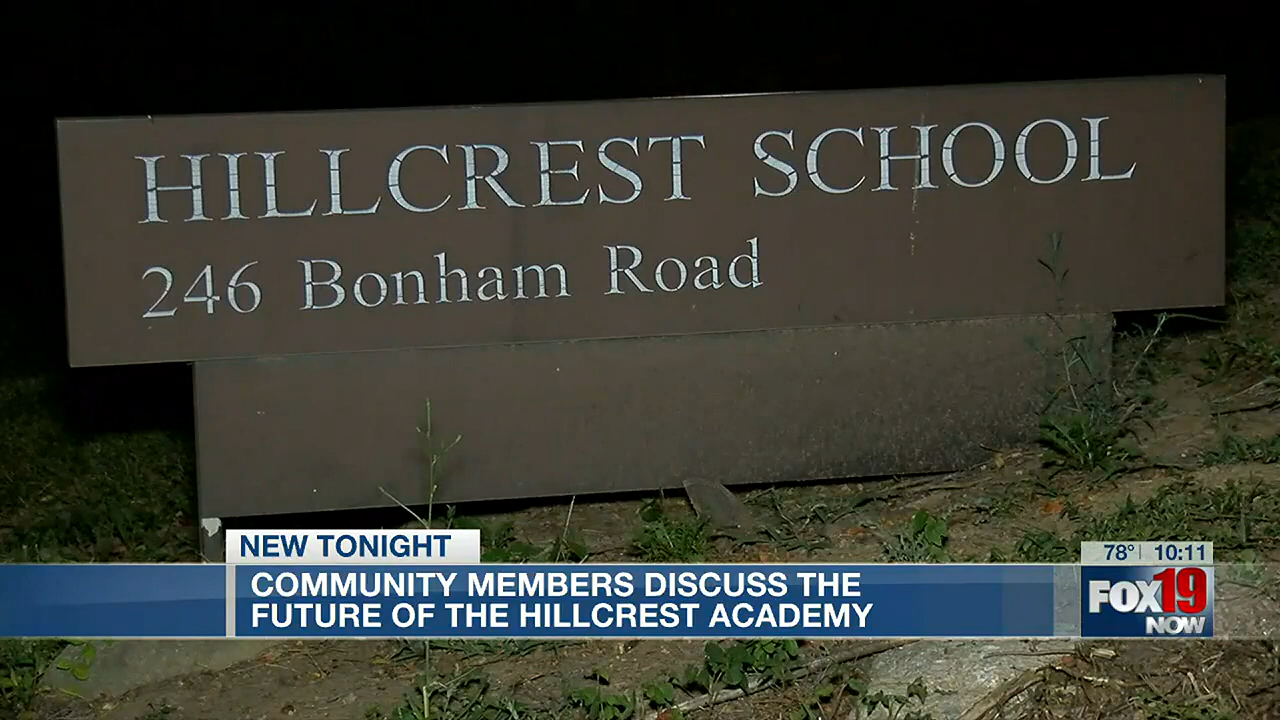 HILLCREST SCHOOL
246 Bonham Road
NEW TONIGHT
COMMUNITY MEMBERS DISCUSS THE
FUTURE OF THE HILLCREST ACADEMY
78° 10:11
FOX19
NOW